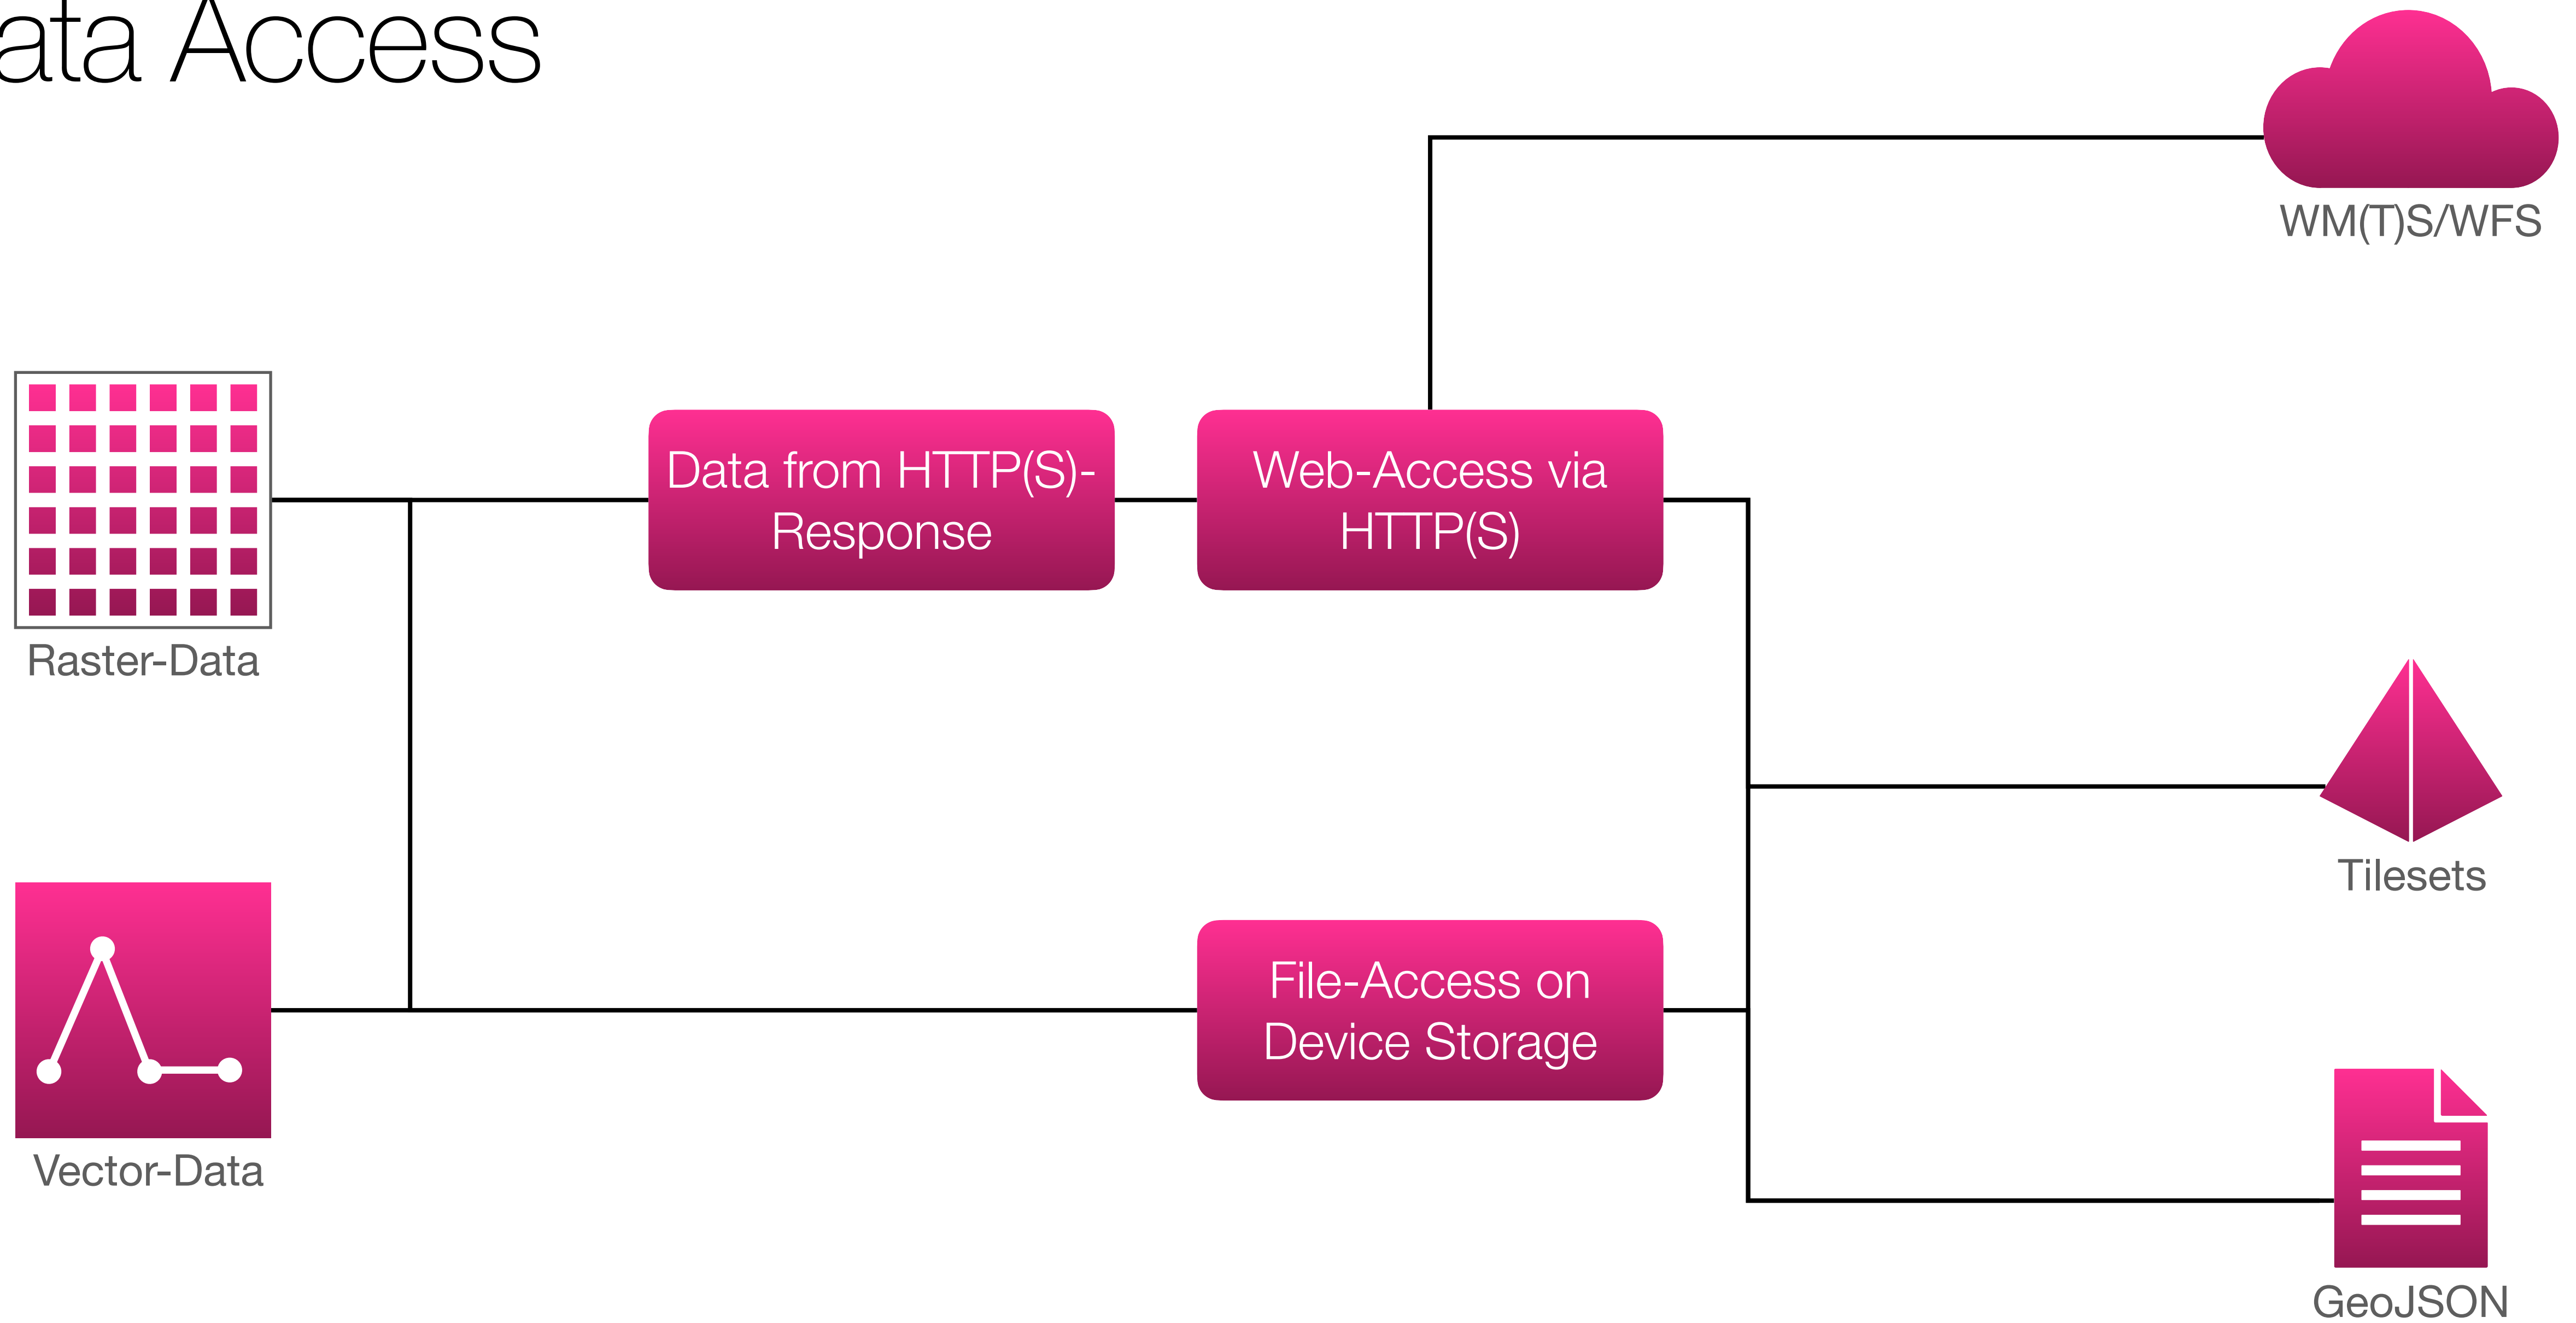 ata Access
WM(T)S/WFS
Data from HTTP(S)-
Response
Web-Access via
HTTP(S)
Raster-Data
Tilesets
File-Access on
Device Storage
Vector-Data
GeoJSON